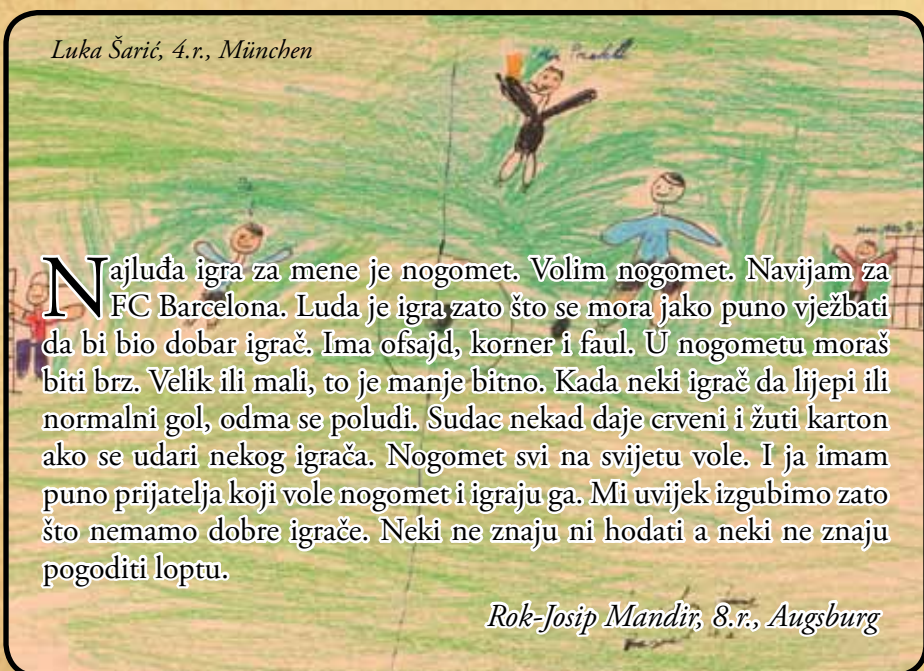 Luka Šarić, 4.r., München
Najluđa igra za mene je nogomet. Volim nogomet. Navijam za
FC Barcelona. Luda je igra zato što se mora jako puno vježbati
da bi bio dobar igrač. Ima ofsajd, korner i faul. U nogometu moraš
biti brz. Velik ili mali, to je manje bitno. Kada neki igrač da lijepi ili
normalni gol, odma se poludi. Sudac nekad daje crveni i žuti karton
ako se udari nekog igrača. Nogomet svi na svijetu vole. I ja imam
puno prijatelja koji vole nogomet i igraju ga. Mi uvijek izgubimo zato
što nemamo dobre igrače. Neki ne znaju ni hodati a neki ne znaju
pogoditi loptu.
Rok-Josip Mandir, 8.r., Augsburg